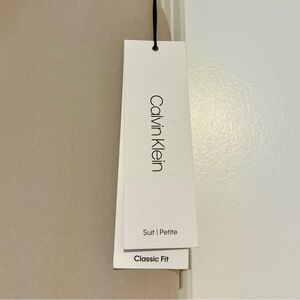 Calvin Klein
Suit | Petite
Classic Fit